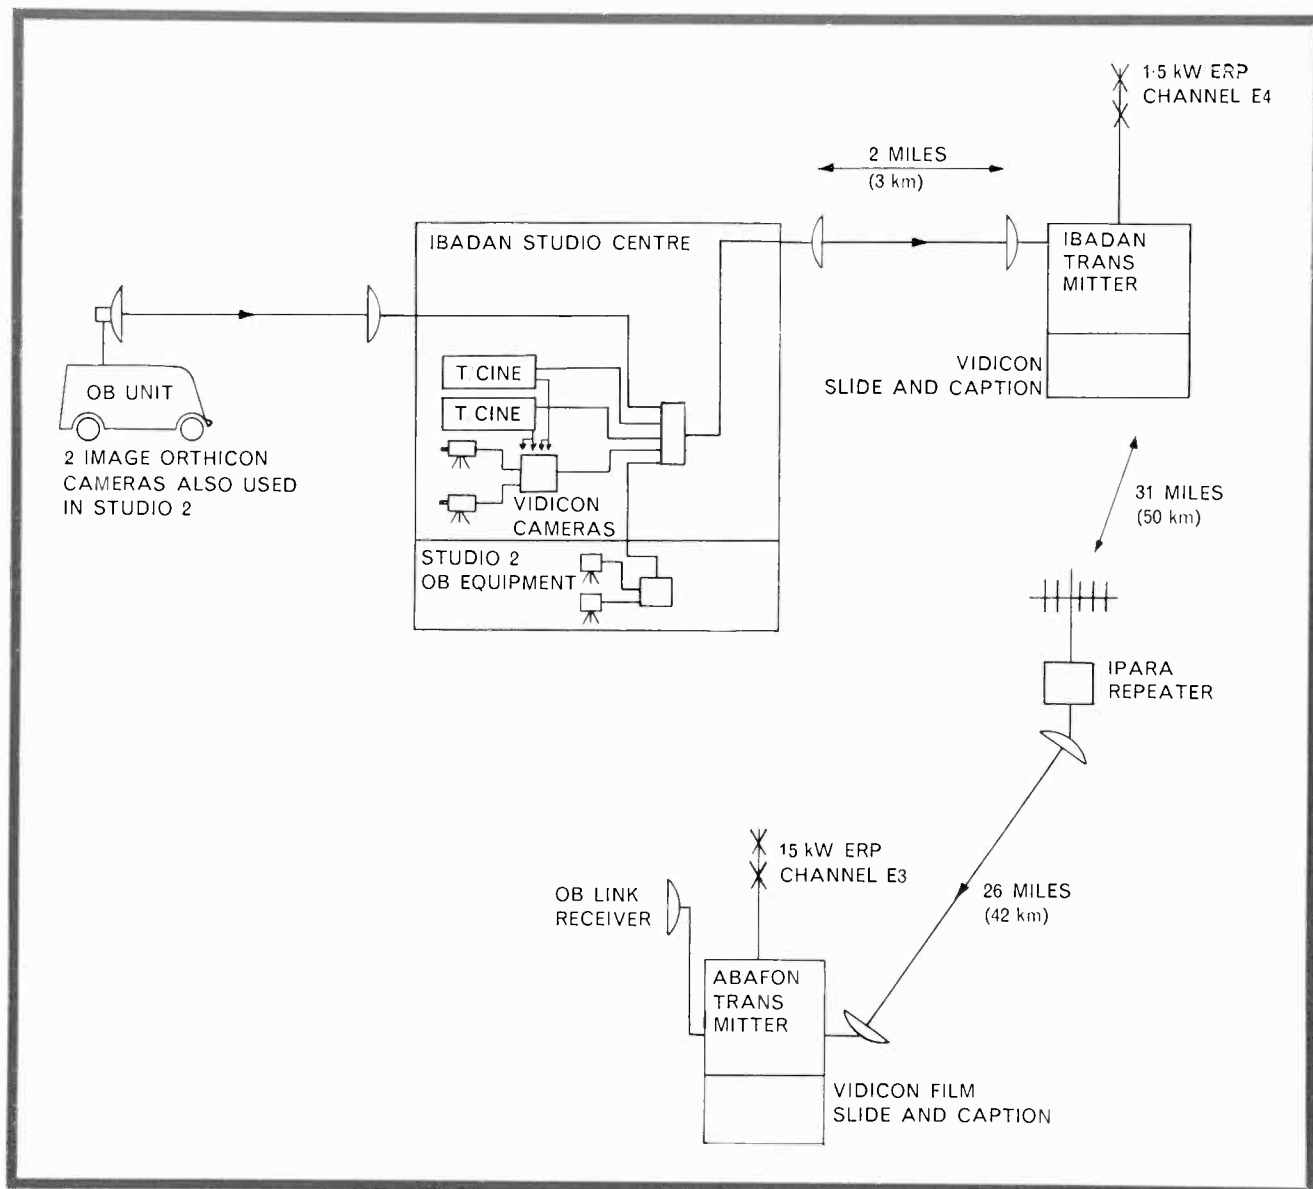 1·5 kW ERP
CHANNEL E4
2 MILES
(3 km)
IBADAN STUDIO CENTRE
IBADAN
TRANS
MITTER
VIDICON
SLIDE AND CAPTION
T/CINE
T/CINE
OB UNIT
2 IMAGE ORTHICON
CAMERAS ALSO USED
IN STUDIO 2
VIDICON
CAMERAS
STUDIO 2
OB EQUIPMENT
31 MILES
(50 km)
IPARA
REPEATER
15 kW ERP
CHANNEL E3
OB LINK
RECEIVER
26 MILES
(42 km)
ABAFON
TRANS
MITTER
VIDICON FILM
SLIDE AND CAPTION